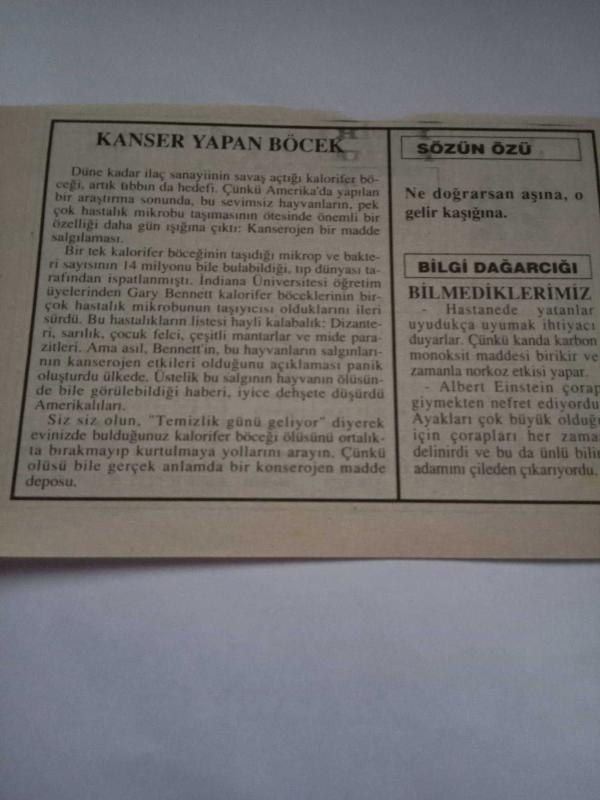 KANSER YAPAN BÖCEK
Düne kadar ilaç sanayiinin savaş açtığı kalorifer bö-
ceği, artık tıbbın da hedefi. Çünkü Amerika'da yapılan
bir araştırma sonunda, bu sevimsiz hayvanların, pek
çok hastalık mikrobu taşımasının ötesinde önemli bir
özelliği daha gün ışığına çıktı: Kanserojen bir madde
salgılaması.
Bir tek kalorifer böceğinin taşıdığı mikrop ve bakte-
ri sayısının 14 milyonu bile bulabildiği, tıp dünyası ta-
rafından ispatlanmıştı. İndiana Üniversitesi öğretim
üyelerinden Gary Bennett kalorifer böceklerinin bir-
çok hastalık mikrobunun taşıyıcısı olduklarını ileri
sürdü. Bu hastalıkların listesi hayli kalabalık: Dizante-
ri, sarılık, çocuk felci, çeşitli mantarlar ve mide para-
zitleri. Ama asıl, Bennett'in, bu hayvanların salgınları-
nın kanserojen etkileri olduğunu açıklaması panik
oluşturdu ülkede. Üstelik bu salgının hayvanın ölüsün-
de bile görülebildiği haberi, iyice dehşete düşürdü
Amerikalıları.
Siz siz olun, "Temizlik günü geliyor" diyerek
evinizde bulduğunuz kalorifer böceği ölüsünü ortalık-
ta bırakmayıp kurtulmaya yollarını arayın. Çünkü
ölüsü bile gerçek anlamda bir konserojen madde
deposu.
SÖZÜN ÖZÜ
Ne doğrarsan aşına, o
gelir kaşığına.
BİLGİ DAĞARCIĞI
BİLMEDİKLERİMİZ
- Hastanede yatanlar
uyudukça uyumak ihtiyacı
duyarlar. Çünkü kanda karbon
monoksit maddesi birikir ve
zamanla norkoz etkisi yapar.
- Albert Einstein çorap
giymekten nefret ediyordu
Ayakları çok büyük olduğu
için çorapları her zama
delinirdi ve bu da ünlü bilir
adamını çileden çıkarıyordu.